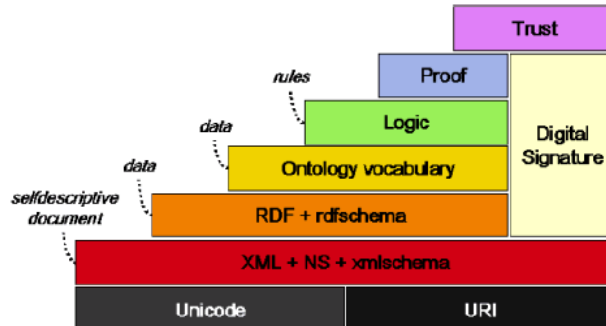 Trust
Proof
rules
Logic
Digital
Signature
data
Ontology vocabulary
data
RDF + rdfschema
selfdescriptive
document
XML + NS + xmlschema
Unicode
URI